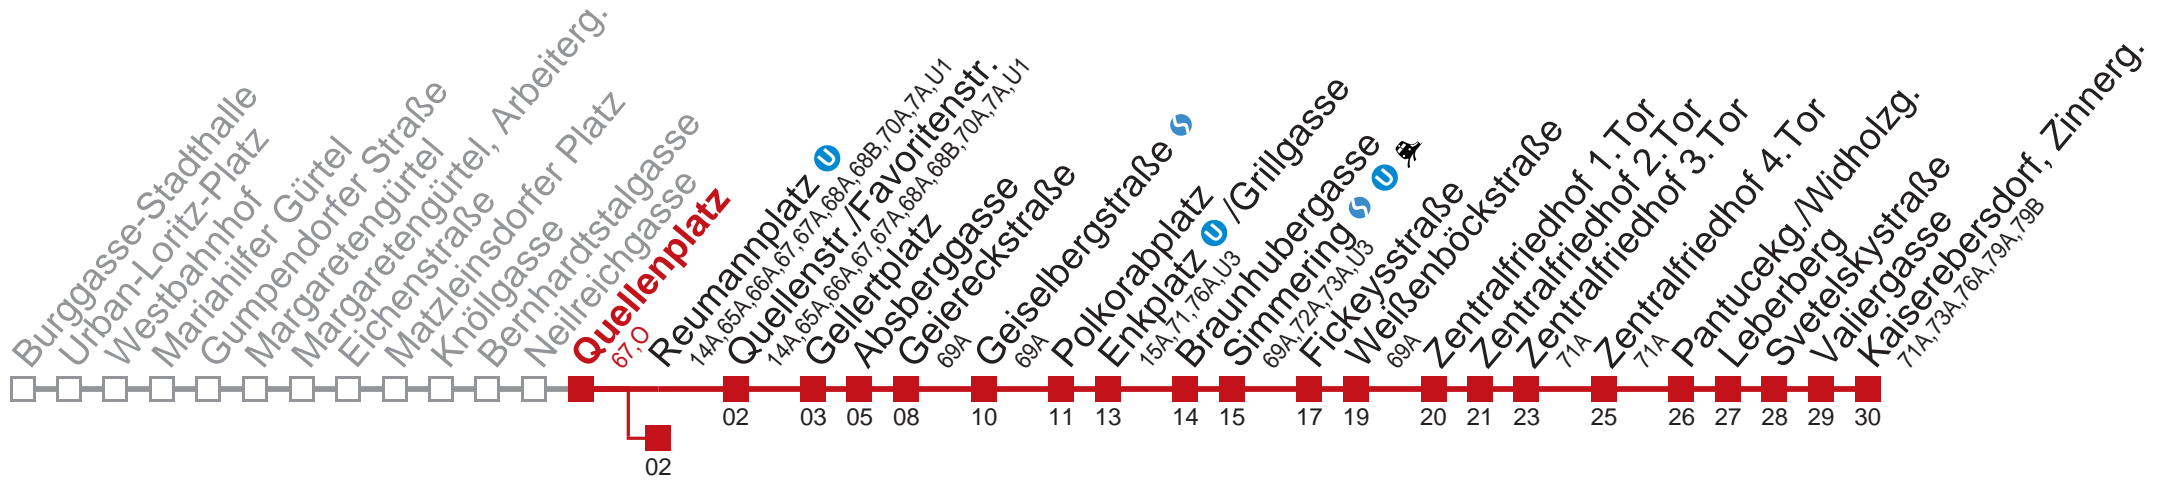 Burggasse-Stadthalle
Urban-Loritz-Platz
Westbahnhof
Mariahilfer Gürtel
Gumpendorfer Straße
Margaretengürtel
Margaretengürtel, Arbeiterg.
Eichenstraße
Matzleinsdorfer Platz
Knöllgasse
Bernhardtstalgasse
Neilreichgasse
Quellenplatz
67,O
Reumannplatz U
14A,65A,66A,67,67A,68A,68B,70A,7A,U1
02
Quellenstr./Favoritenstr.
14A,65A,66A,67,67A,68A,68B,70A,7A,U1
02
Gellertplatz
03
Absberggasse
05
Geiereckstraße
69A
08
Geiselbergstraße S
69A
10
Polkorabplatz
11
Enkplatz U /Grillgasse
15A,71,76A,U3
13
Braunhubergasse
14
Simmering S U
69A,72A,73A,U3
15
Fickeysstraße
17
Weißenböckstraße
69A
19
Zentralfriedhof 1.Tor
20
Zentralfriedhof 2.Tor
21
Zentralfriedhof 3.Tor
71A
23
Zentralfriedhof 4.Tor
71A
25
Pantucekg./Widholzg.
26
Leberberg
27
Svetelskystraße
28
Valiergasse
29
Kaiserebersdorf, Zinnerg.
71A,73A,76A,79A,79B
30